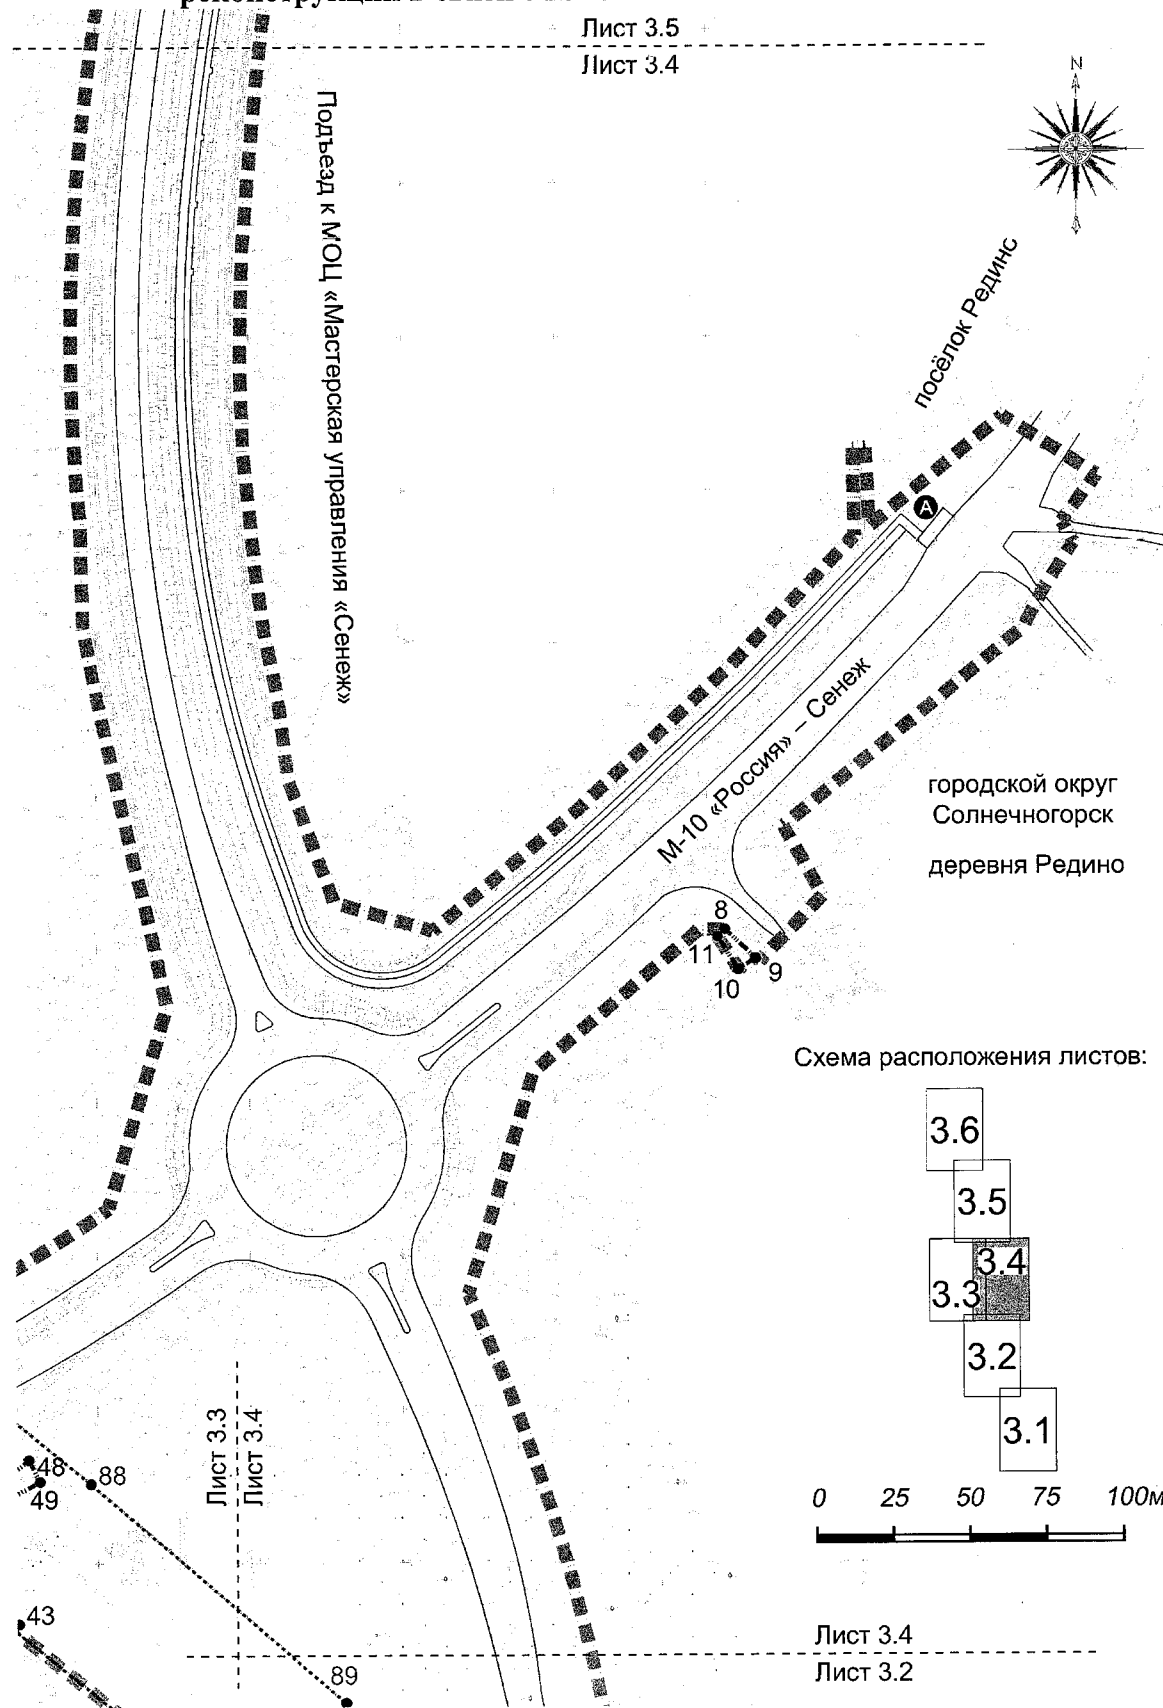 Лист 3.5
Лист 3.4
N
Подъезд к МОЦ «Мастерская управления «Сенеж»
посёлок Редино
А
М-10 «Россия» – Сенеж
городской округ
Солнечногорск
деревня Редино
8
11
9
10
Схема расположения листов:
3.6
3.5
3.4
3.3
3.2
3.1
Лист 3.3
Лист 3.4
48
88
49
0 25 50 75 100м
43
89
Лист 3.4
Лист 3.2